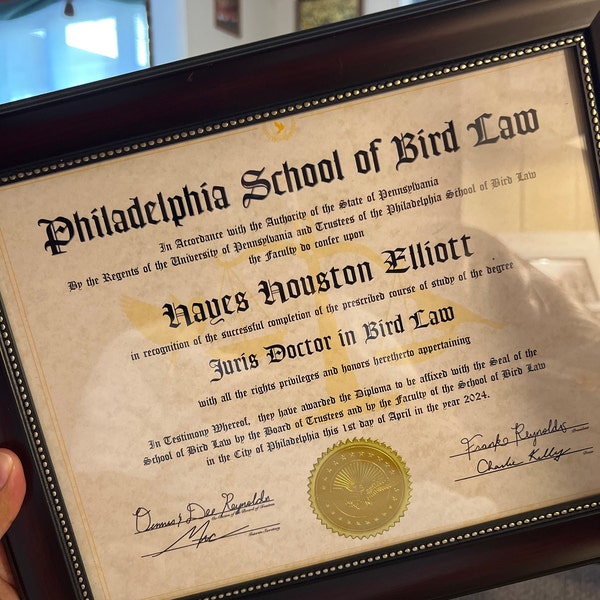 Philadelphia School of Bird Law
In Accordance with the Authority of the State of Pennsylvania
By the Regents of the University of Pennsylvania and Trustees of the Philadelphia School of Bird Law
the Faculty do confer upon
Hayes Houston Elliott
in recognition of the successful completion of the prescribed course of study of the degree
Juris Doctor in Bird Law
with all the rights privileges and honors heretherto appertaining
In Testimony Whereof, they have awarded the Diploma to be affixed with the Seal of the
School of Bird Law by the Board of Trustees and by the Faculty of the School of Bird Law
in the City of Philadelphia this 1st day of April in the year 2024.
Franks Reynolds
Charlie Kelly
Dee Reynolds
Mac